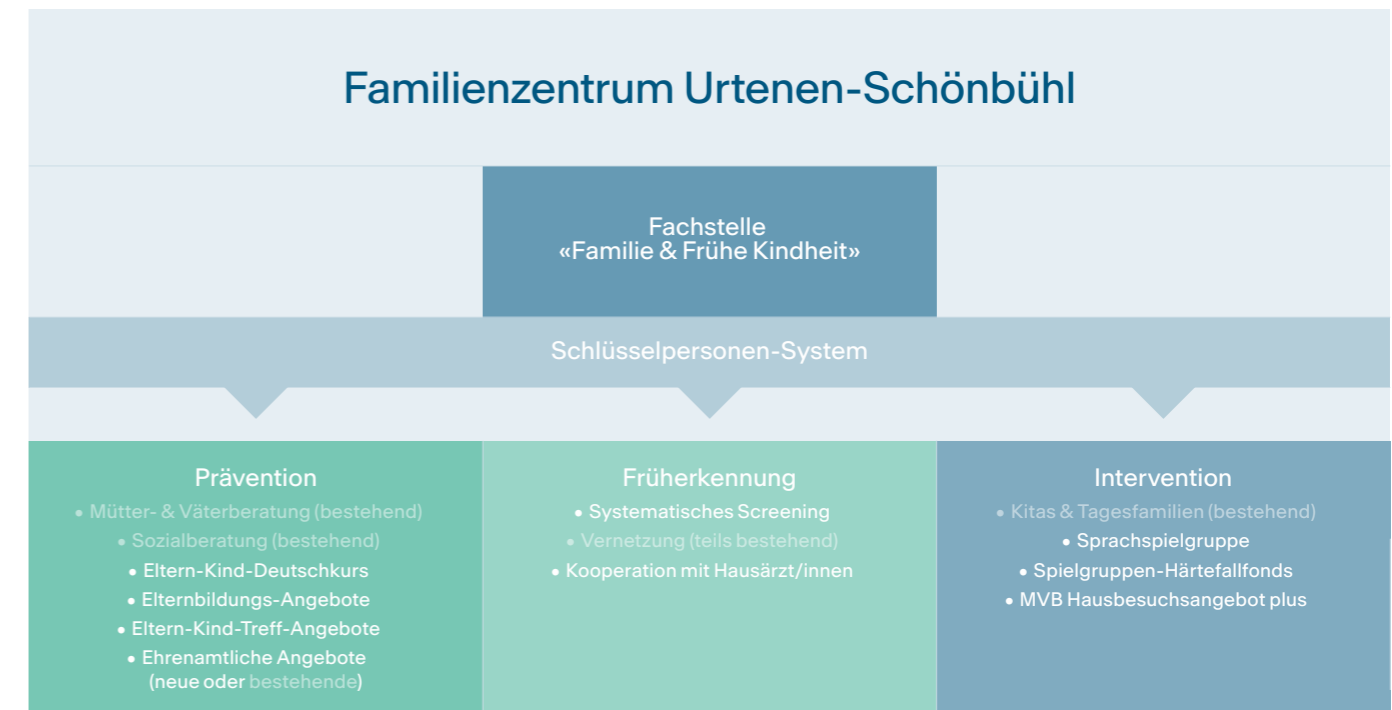 Familienzentrum Urtenen-Schönbühl
Fachstelle
«Familie & Frühe Kindheit»
Schlüsselpersonen-System
Prävention
• Mütter- & Väterberatung (bestehend)
• Sozialberatung (bestehend)
• Eltern-Kind-Deutschkurs
• Elternbildungs-Angebote
• Eltern-Kind-Treff-Angebote
• Ehrenamtliche Angebote
(neue oder bestehende)
Früherkennung
• Systematisches Screening
• Vernetzung (teils bestehend)
• Kooperation mit Hausärzt/innen
Intervention
• Kitas & Tagesfamilien (bestehend)
• Sprachspielgruppe
• Spielgruppen-Härtefallfonds
• MVB Hausbesuchsangebot plus